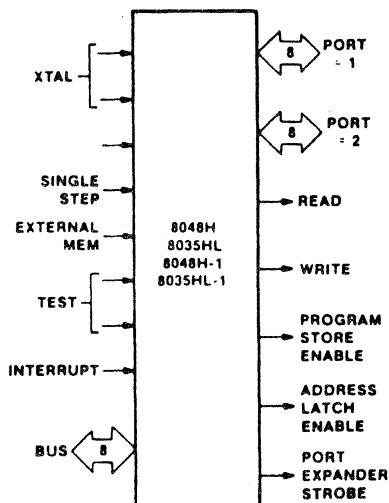 XTAL
SINGLE
STEP
EXTERNAL
MEM
TEST
INTERRUPT
BUS
8
8048H
8035HL
8048H-1
8035HL-1
8
PORT
= 1
8
PORT
= 2
READ
WRITE
PROGRAM
STORE
ENABLE
ADDRESS
LATCH
ENABLE
PORT
EXPANDER
STROBE